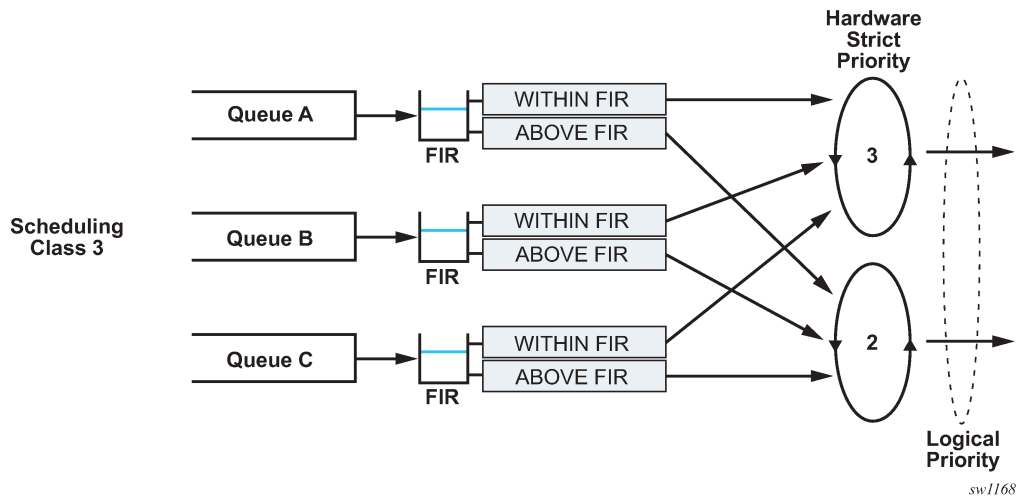 Hardware
Strict
Priority
Queue A
FIR
WITHIN FIR
ABOVE FIR
3
Scheduling
Class 3
Queue B
FIR
WITHIN FIR
ABOVE FIR
Queue C
FIR
WITHIN FIR
ABOVE FIR
2
Logical
Priority
sw1168